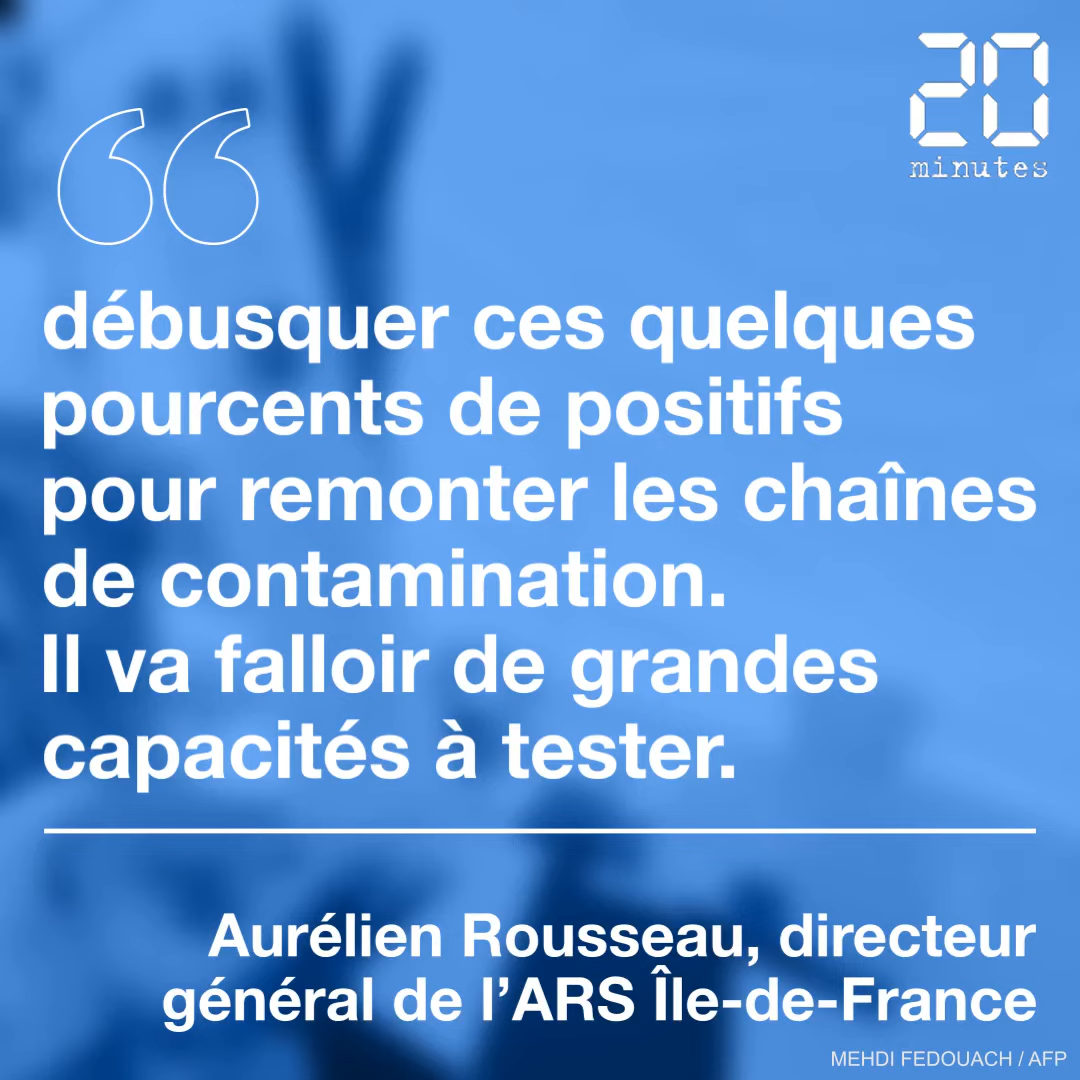 20
minutes
“
débusquer ces quelques
pourcents de positifs
pour remonter les chaînes
de contamination.
Il va falloir de grandes
capacités à tester.
Aurélien Rousseau, directeur
général de l’ARS Île-de-France
MEHDI FEDOUACH / AFP